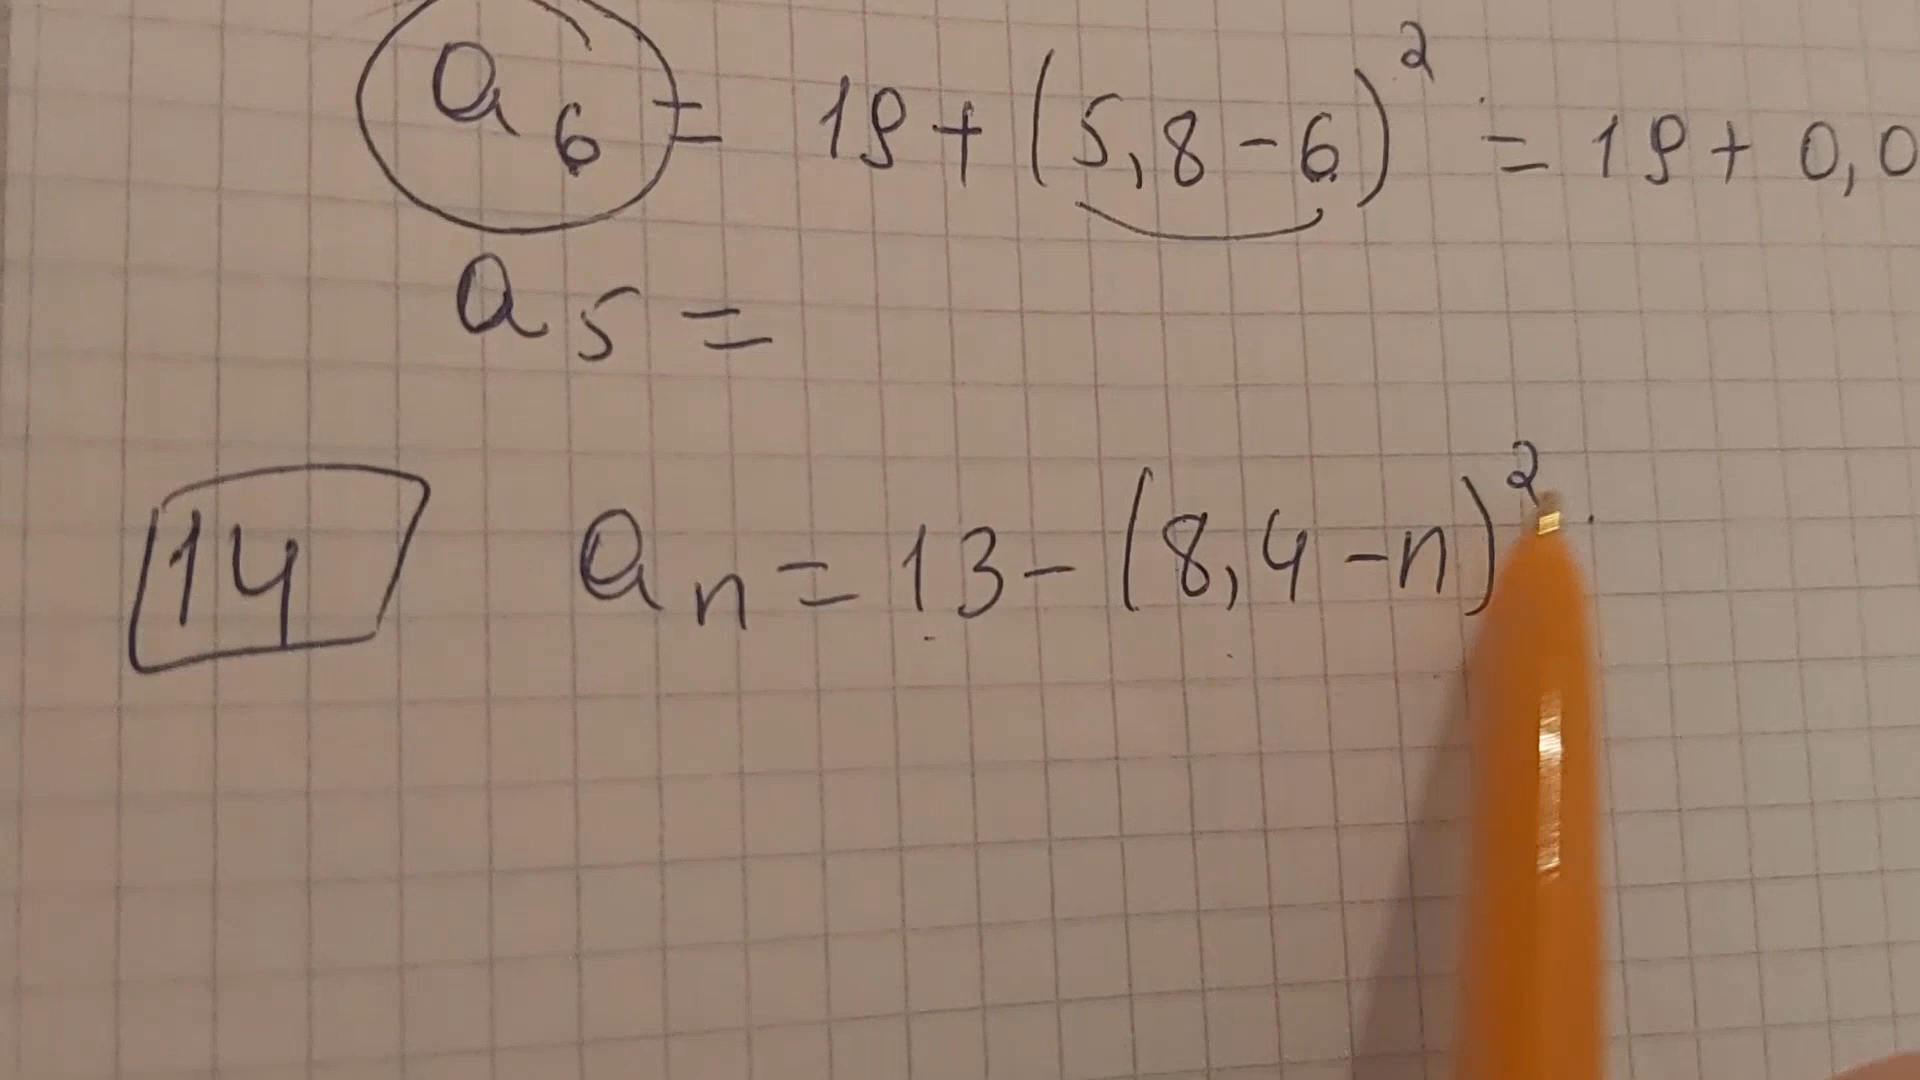 a₆ = 19 + (5,8 - 6)² = 19 + 0,0
a₅ =
14 aₙ = 13 - (8,4 - n)²